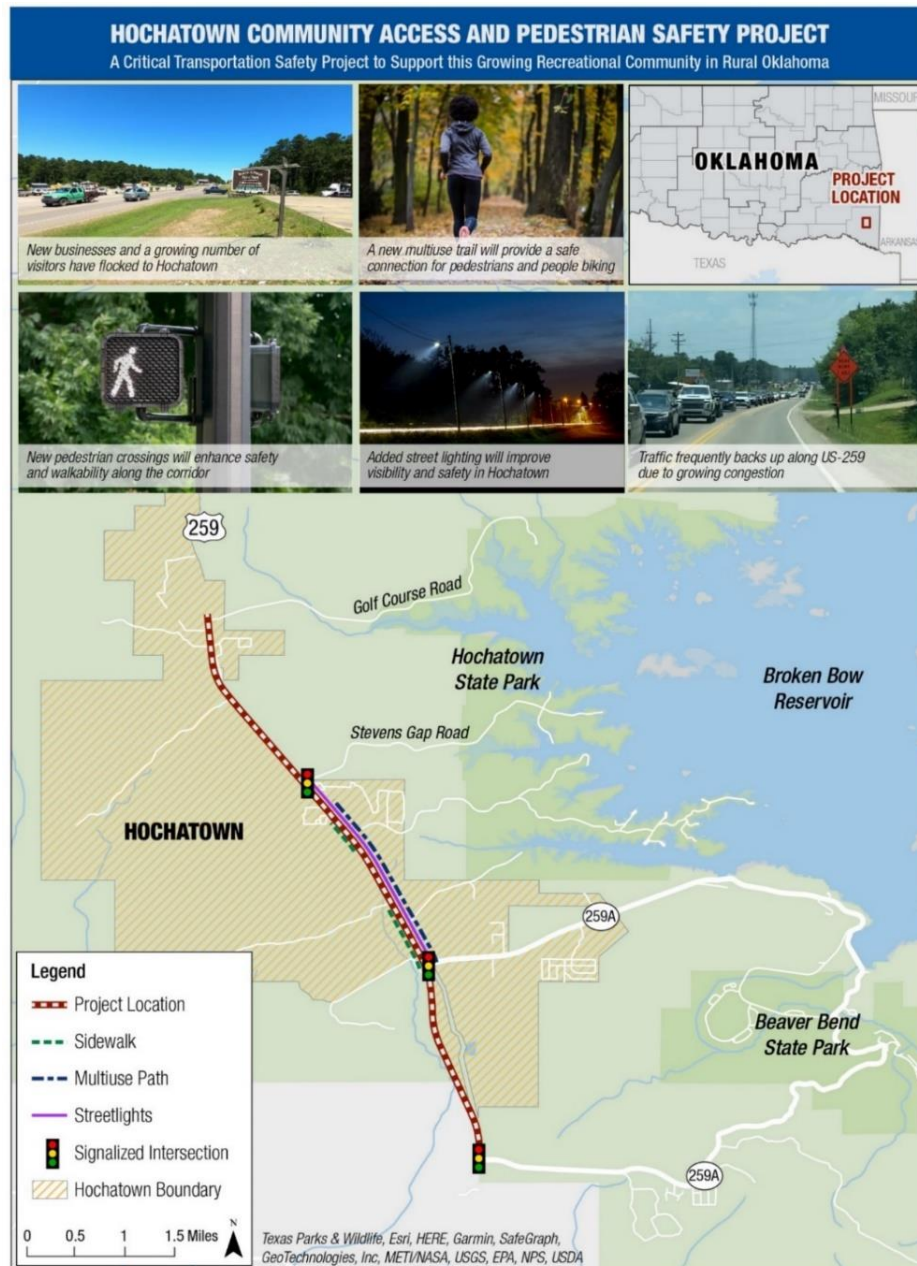 HOCHATOWN COMMUNITY ACCESS AND PEDESTRIAN SAFETY PROJECT
A Critical Transportation Safety Project to Support this Growing Recreational Community in Rural Oklahoma
New businesses and a growing number of
visitors have flocked to Hochatown
A new multiuse trail will provide a safe
connection for pedestrians and people biking
MISSOURI
OKLAHOMA
PROJECT
LOCATION
ARKANSAS
TEXAS
New pedestrian crossings will enhance safety
and walkability along the corridor
Added street lighting will improve
visibility and safety in Hochatown
Traffic frequently backs up along US-259
due to growing congestion
259
Golf Course Road
Hochatown
State Park
Broken Bow
Reservoir
Stevens Gap Road
HOCHATOWN
259A
Beaver Bend
State Park
259A
Legend
Project Location
Sidewalk
Multiuse Path
Streetlights
Signalized Intersection
Hochatown Boundary
0 0.5 1 1.5 Miles
N
Texas Parks & Wildlife, Esri, HERE, Garmin, SafeGraph,
GeoTechnologies, Inc, METI/NASA, USGS, EPA, NPS, USDA